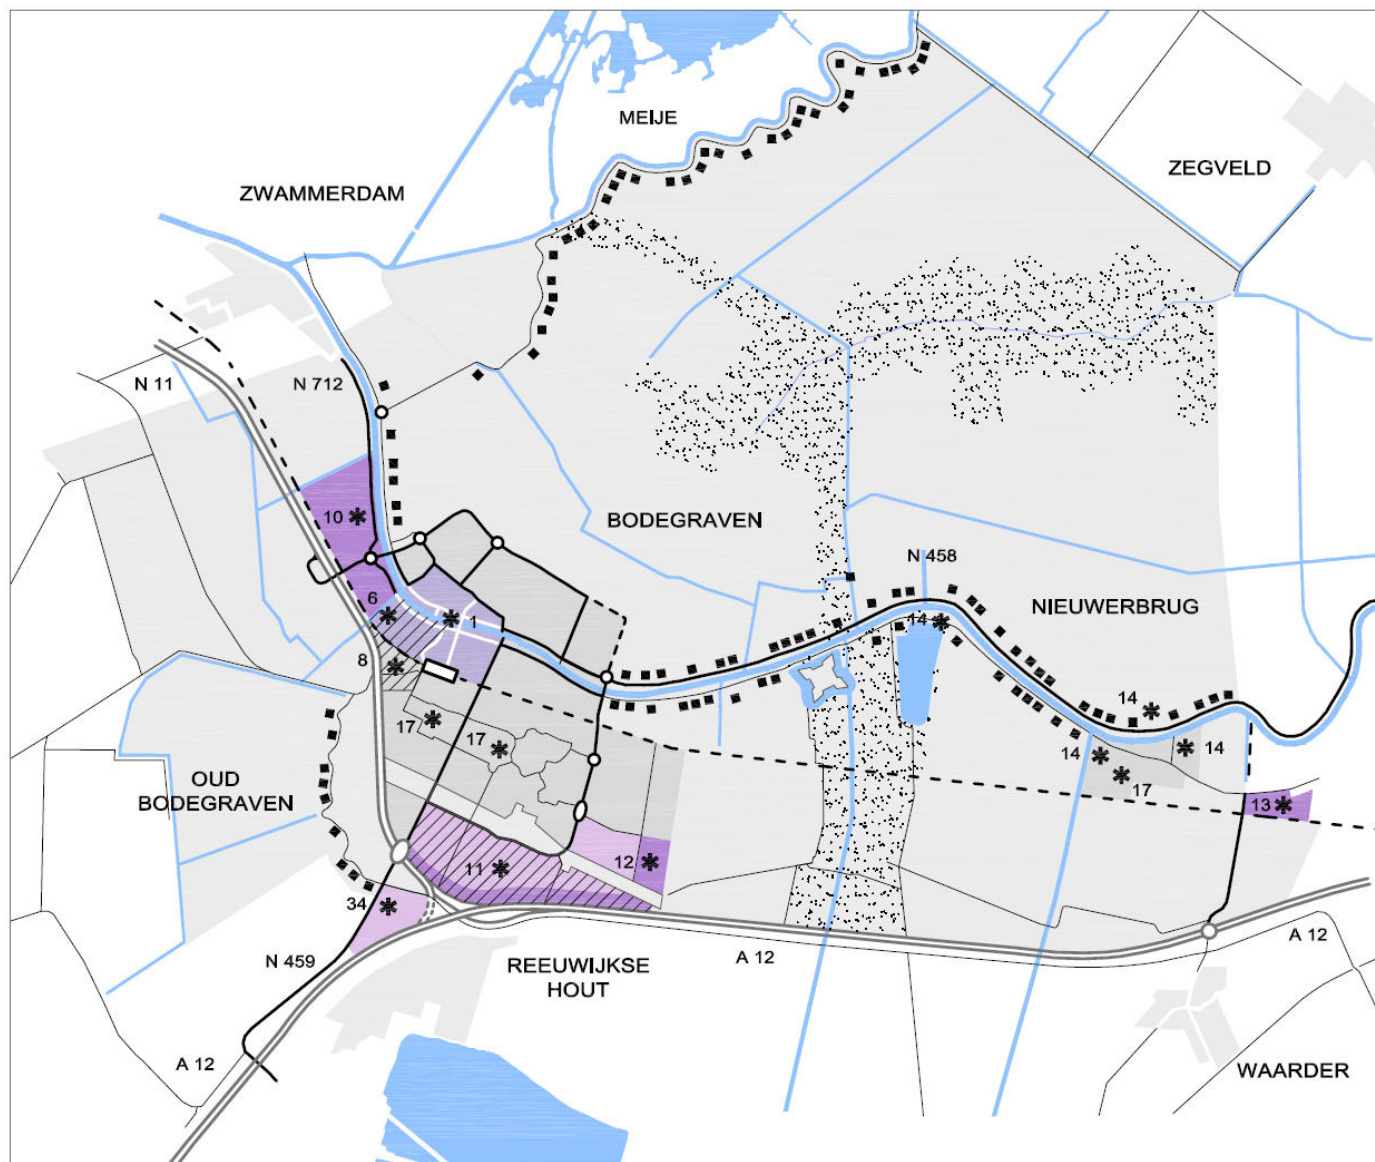 MEIJE
ZEGVELD
ZWAMMERDAM
N 11
N 712
10
BODEGRAVEN
N 458
NIEUWERBRUG
6
1
14
8
14
17
17
14
14
17
OUD
BODEGRAVEN
13
11
12
34
N 459
REEUWIJKSE
HOUT
A 12
A 12
A 12
WAARDER